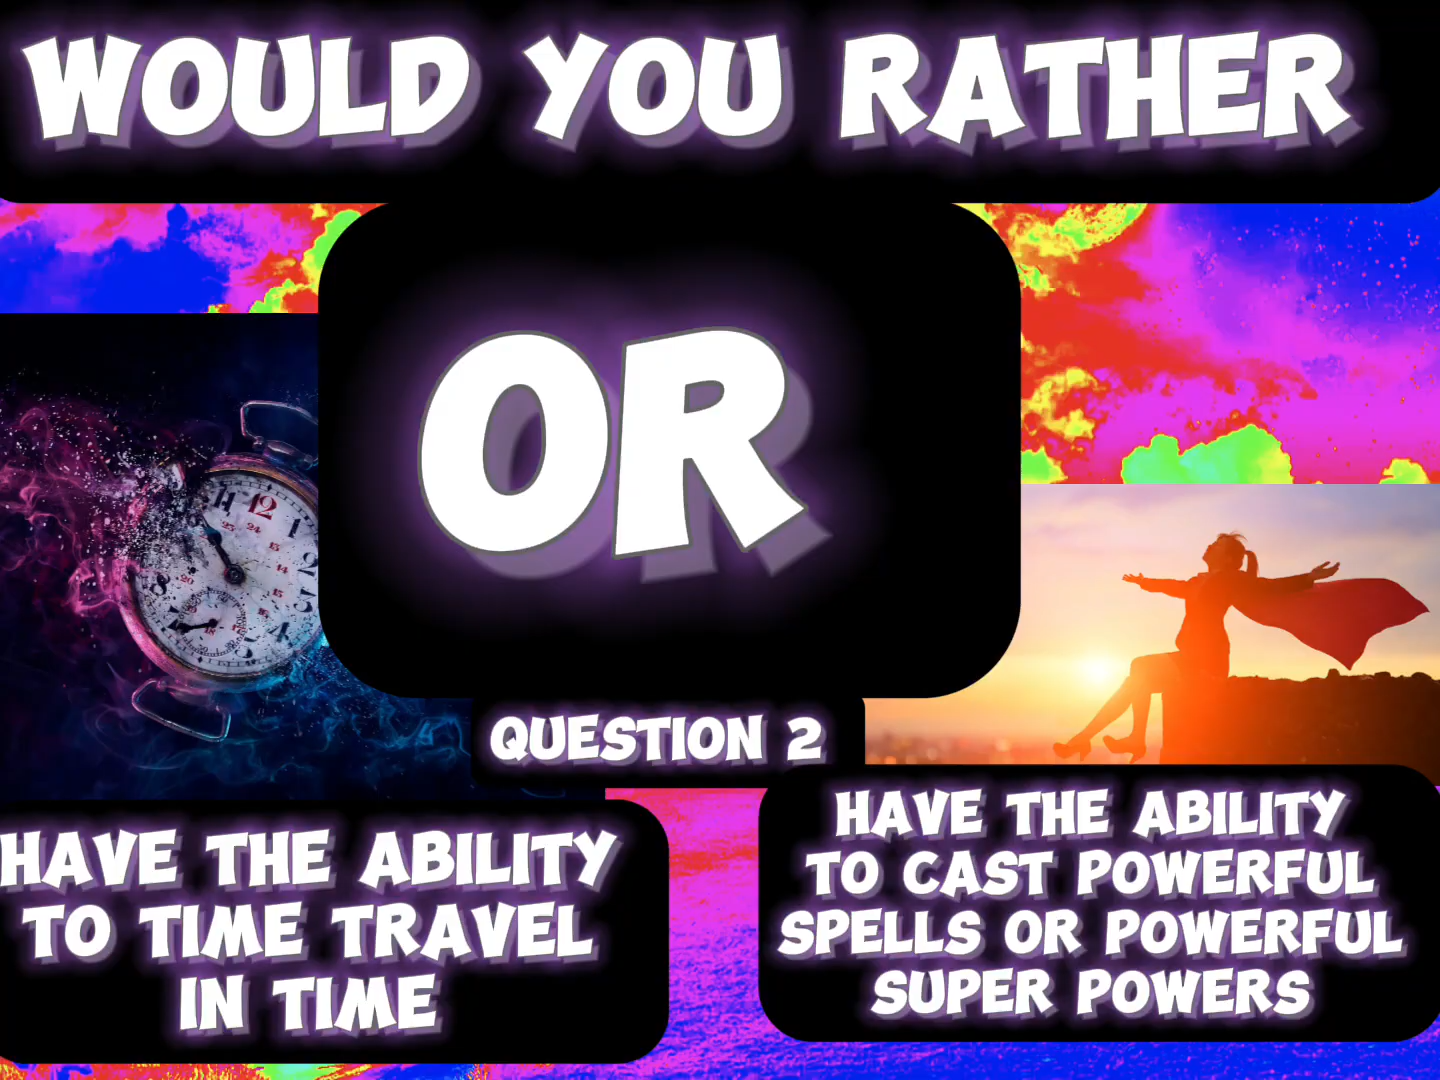 WOULD YOU RATHER
OR
QUESTION 2
HAVE THE ABILITY
TO TIME TRAVEL
IN TIME
HAVE THE ABILITY
TO CAST POWERFUL
SPELLS OR POWERFUL
SUPER POWERS